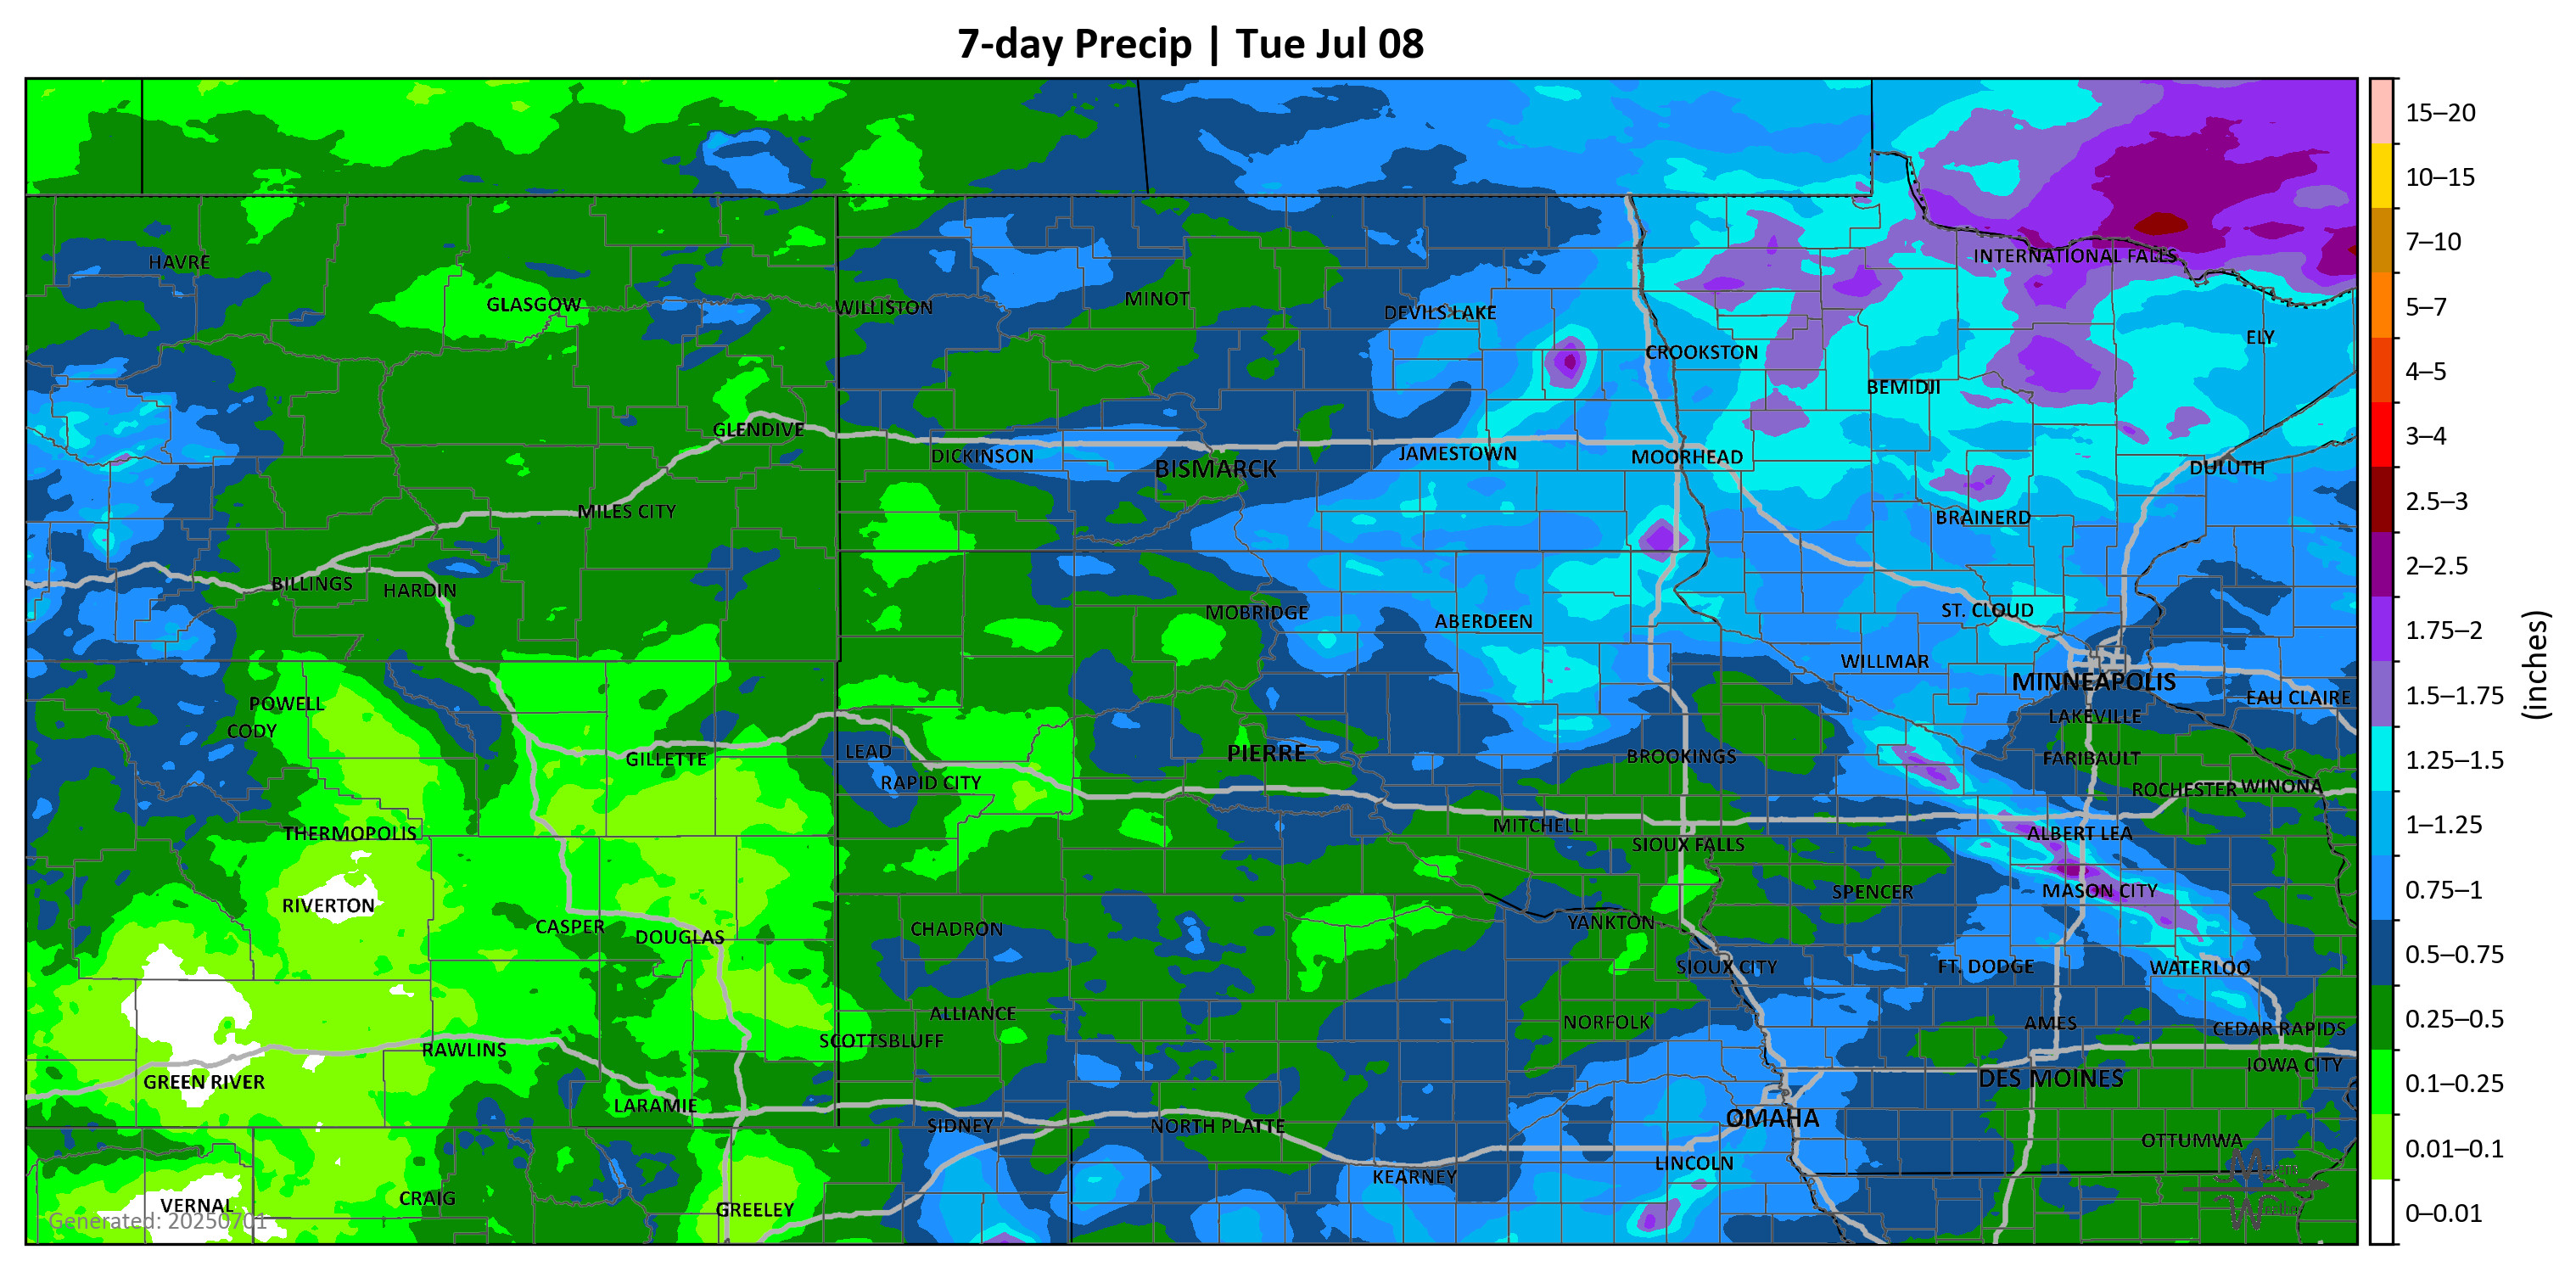 7-day Precip | Tue Jul 08
15–20
10–15
7–10
5–7
4–5
3–4
2.5–3
2–2.5
1.75–2
1.5–1.75
1.25–1.5
1–1.25
0.75–1
0.5–0.75
0.25–0.5
0.1–0.25
0.01–0.1
0–0.01
(inches)
HAVRE
INTERNATIONAL FALLS
GLASGOW
WILLISTON
MINOT
DEVILS LAKE
ELY
CROOKSTON
BEMIDJI
GLENDIVE
DICKINSON
BISMARCK
JAMESTOWN
MOORHEAD
DULUTH
MILES CITY
BRAINERD
BILLINGS
HARDIN
MOBRIDGE
ABERDEEN
ST. CLOUD
WILLMAR
MINNEAPOLIS
EAU CLAIRE
POWELL
CODY
LAKEVILLE
GILLETTE
LEAD
PIERRE
BROOKINGS
FARIBAULT
RAPID CITY
ROCHESTER
WINONA
THERMOPOLIS
MITCHELL
ALBERT LEA
SIOUX FALLS
RIVERTON
SPENCER
MASON CITY
CASPER
DOUGLAS
CHADRON
YANKTON
SIOUX CITY
FT. DODGE
WATERLOO
ALLIANCE
NORFOLK
AMES
CEDAR RAPIDS
SCOTTSBLUFF
RAWLINS
IOWA CITY
GREEN RIVER
DES MOINES
LARAMIE
SIDNEY
NORTH PLATTE
OMAHA
OTTUMWA
LINCOLN
KEARNEY
VERNAL
CRAIG
GREELEY
Generated: 20250701